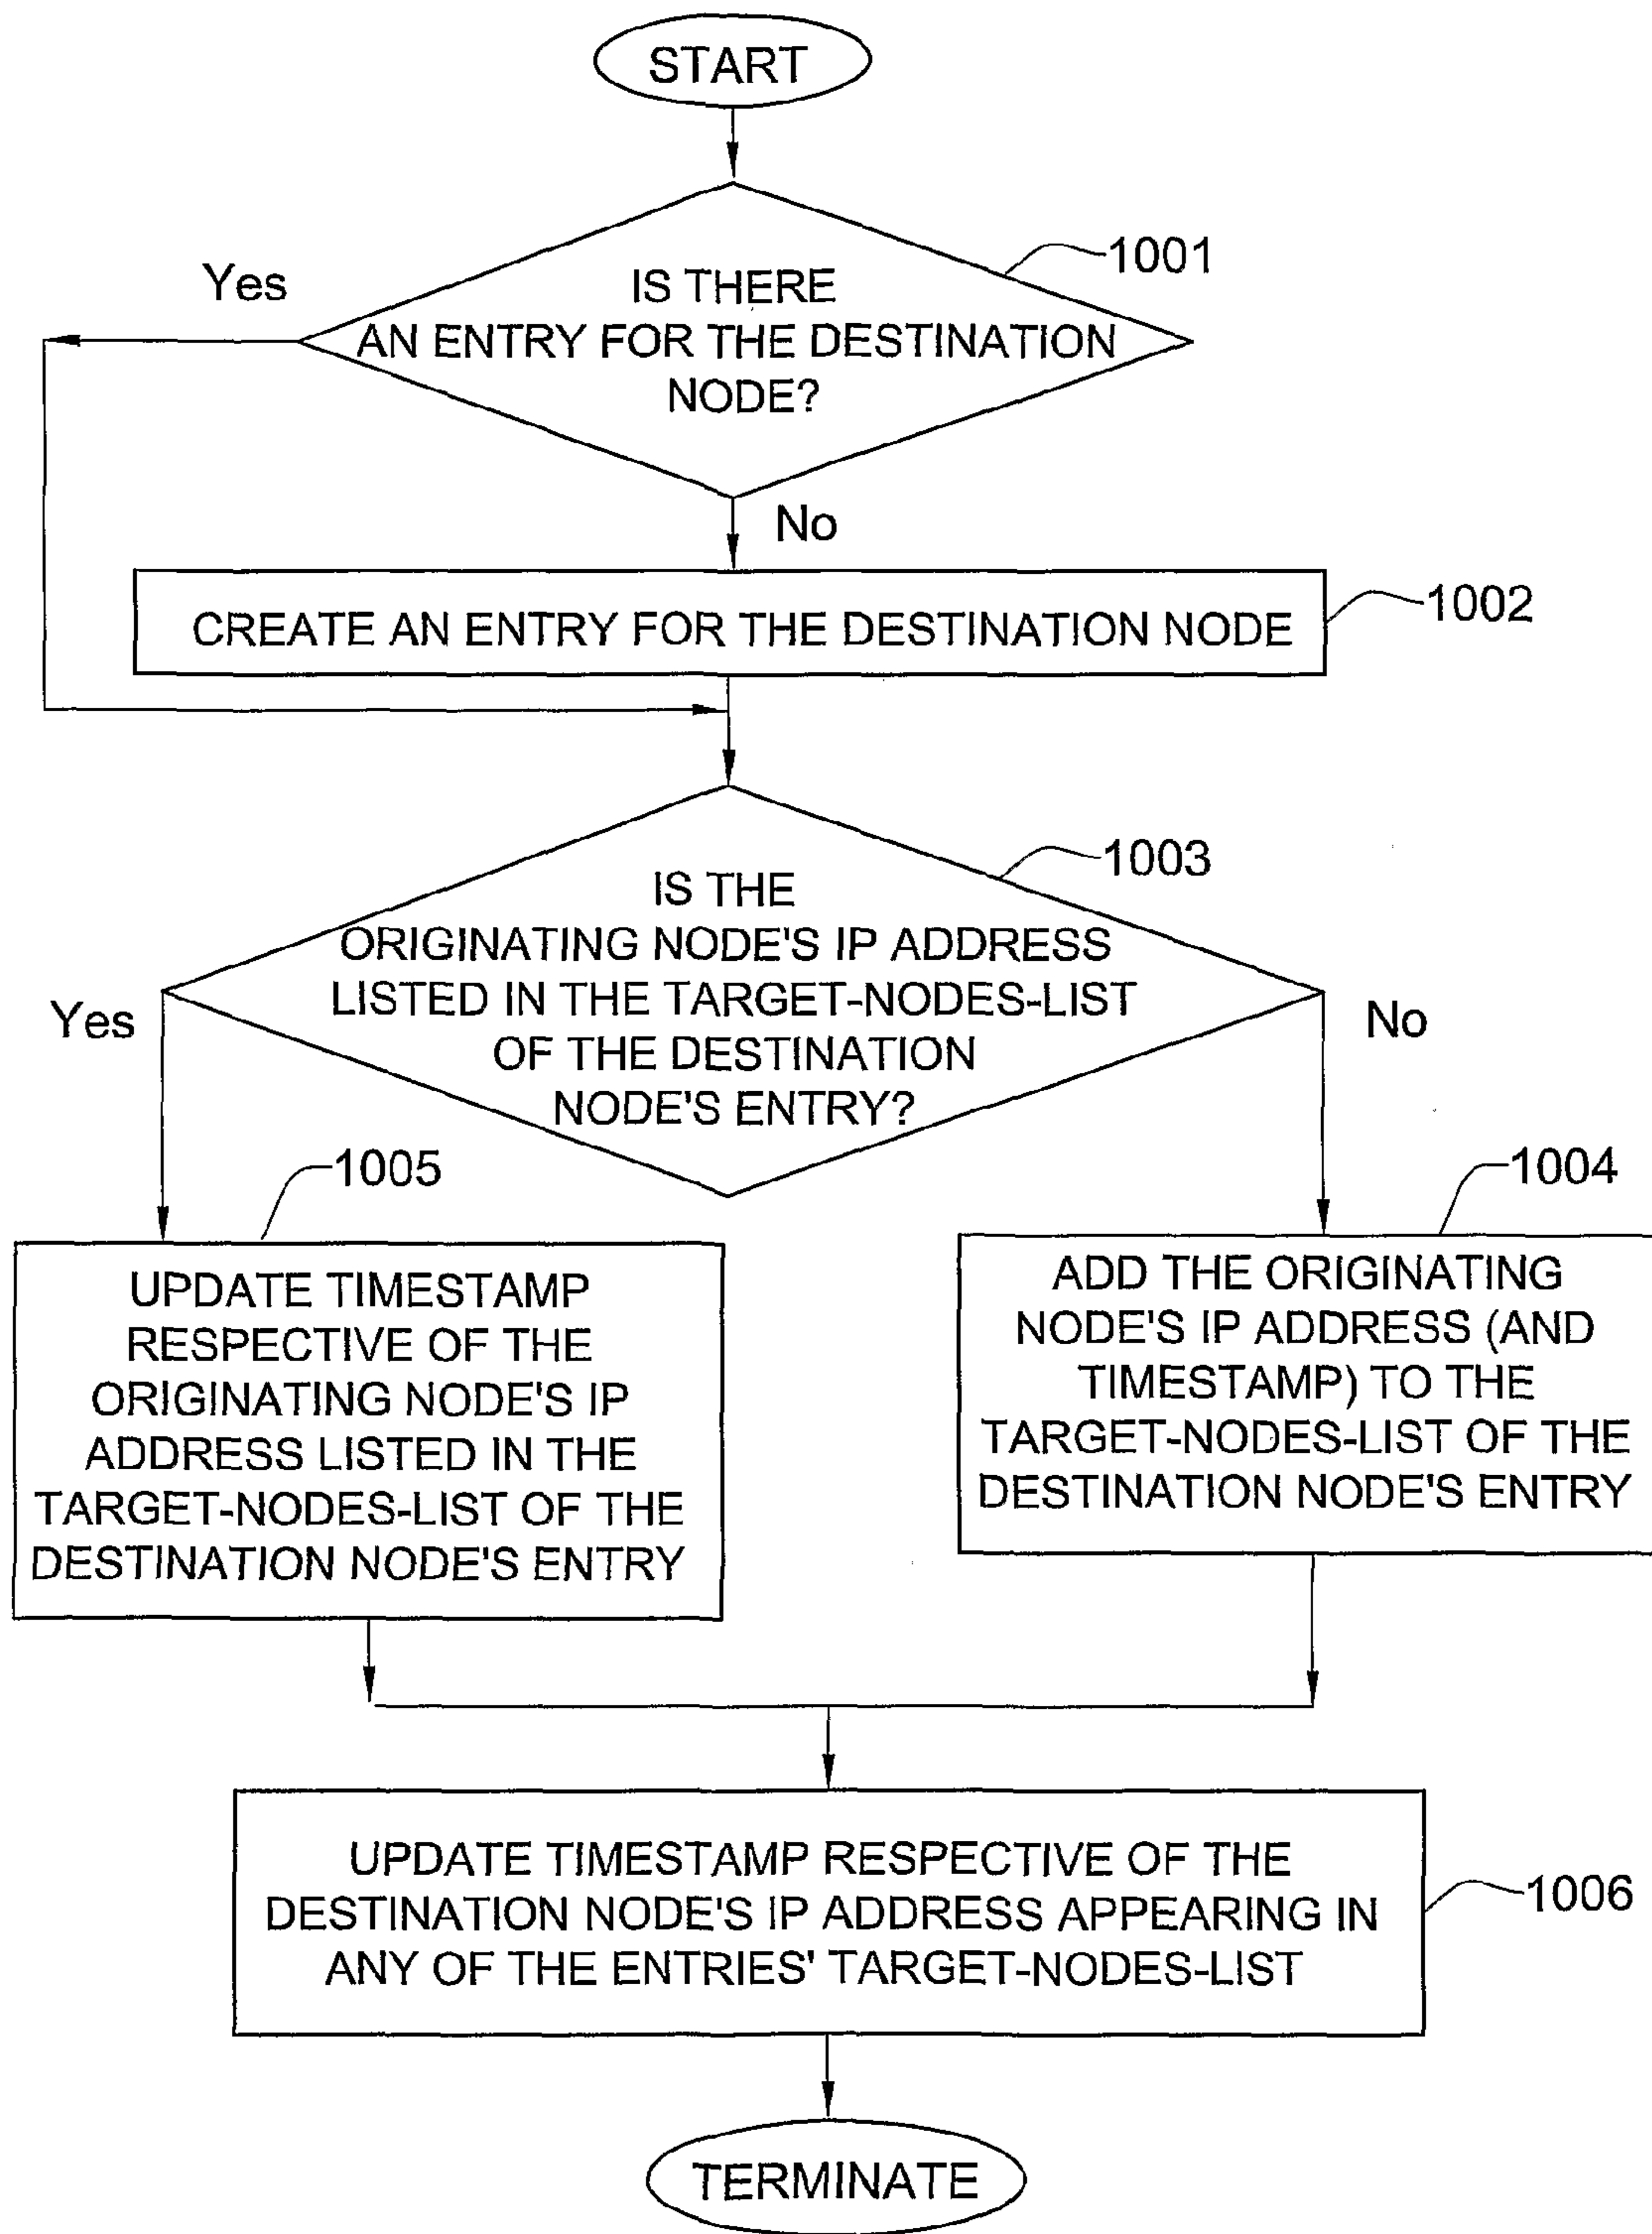 START
1001
Yes
IS THERE
AN ENTRY FOR THE DESTINATION
NODE?
No
CREATE AN ENTRY FOR THE DESTINATION NODE
1002
1003
IS THE
ORIGINATING NODE'S IP ADDRESS
LISTED IN THE TARGET-NODES-LIST
OF THE DESTINATION
NODE'S ENTRY?
Yes
No
1005
1004
UPDATE TIMESTAMP
RESPECTIVE OF THE
ORIGINATING NODE'S IP
ADDRESS LISTED IN THE
TARGET-NODES-LIST OF THE
DESTINATION NODE'S ENTRY
ADD THE ORIGINATING
NODE'S IP ADDRESS (AND
TIMESTAMP) TO THE
TARGET-NODES-LIST OF THE
DESTINATION NODE'S ENTRY
UPDATE TIMESTAMP RESPECTIVE OF THE
DESTINATION NODE'S IP ADDRESS APPEARING IN
ANY OF THE ENTRIES' TARGET-NODES-LIST
1006
TERMINATE